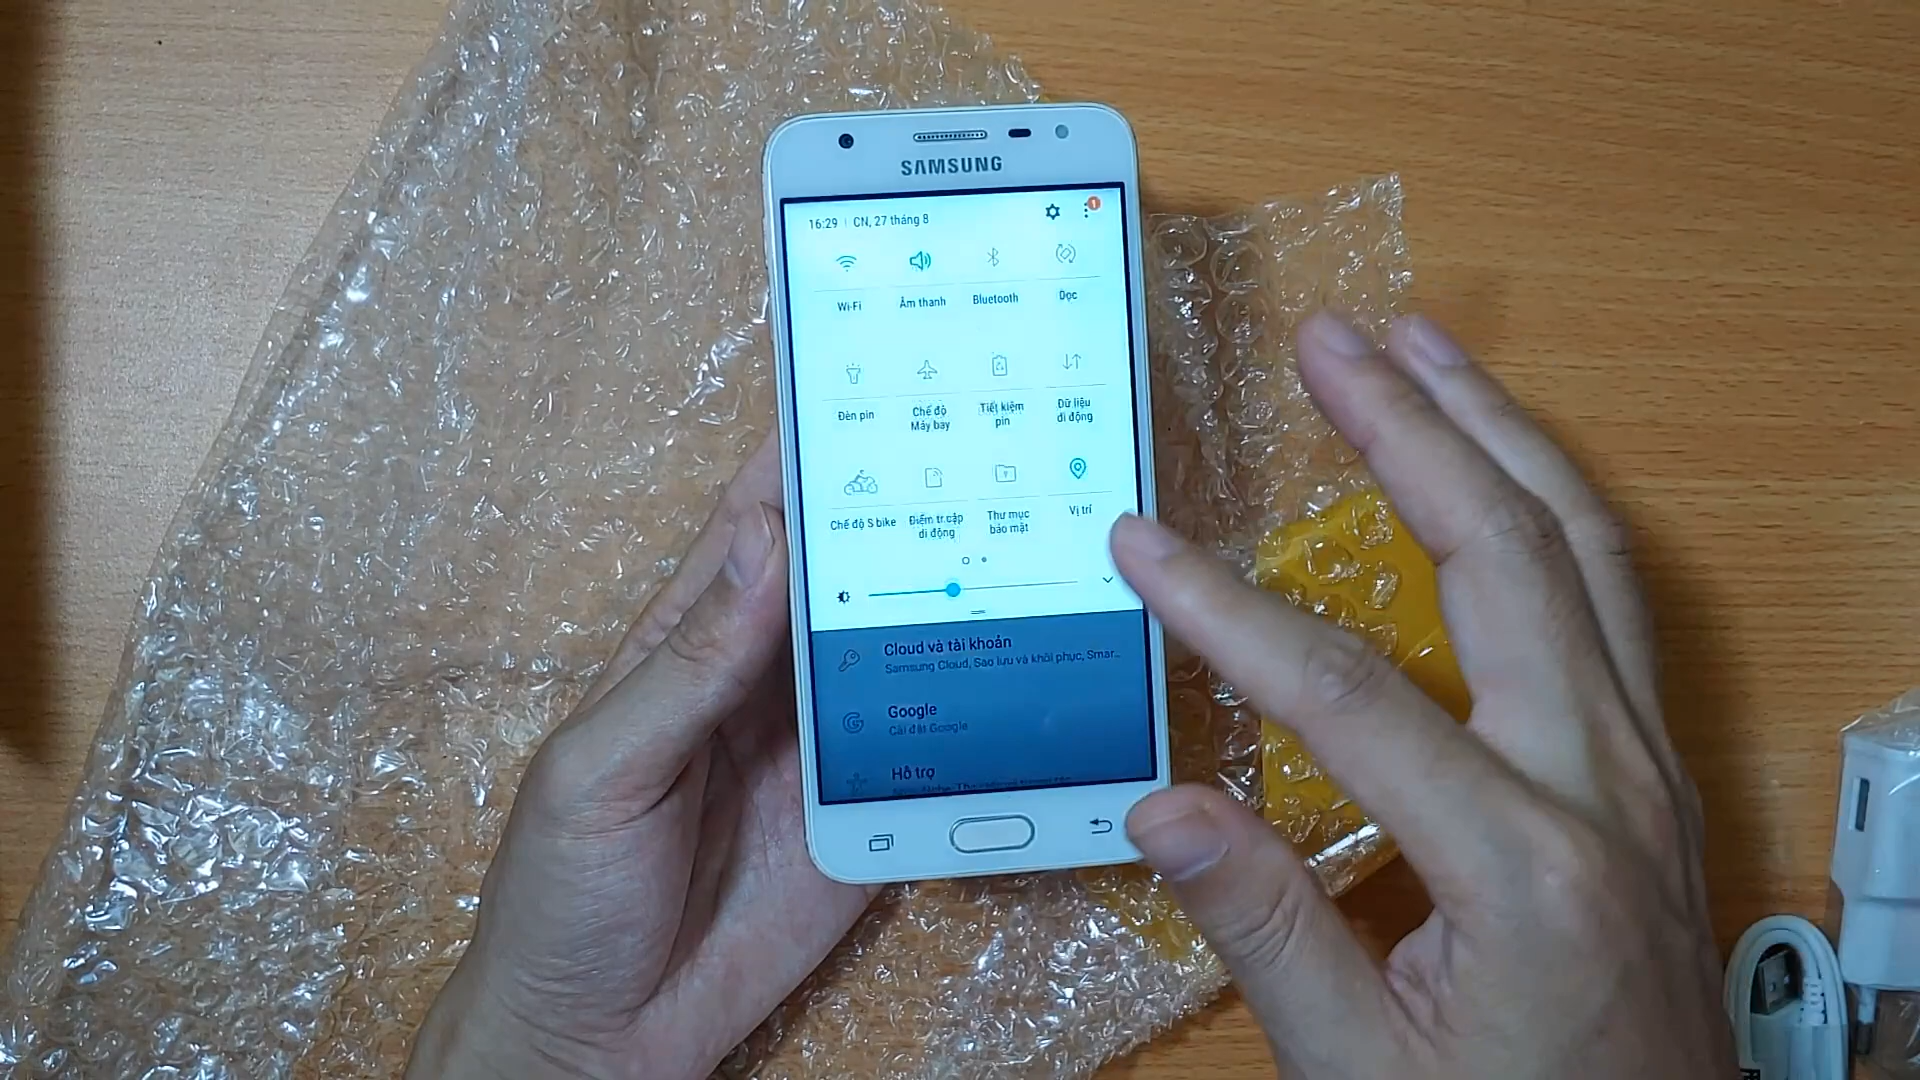 SAMSUNG
16:29 | CN, 27 tháng 8
1
Wi-Fi
Âm thanh
Bluetooth
Dọc
Đèn pin
Chế độ
Máy bay
Tiết kiệm
pin
Dữ liệu
di động
Chế độ S bike
Điểm tr.cập
di động
Thư mục
bảo mật
Vị trí
Cloud và tài khoản
Samsung Cloud, Sao lưu và khôi phục, Smar...
Google
Cài đặt Google
Hỗ trợ